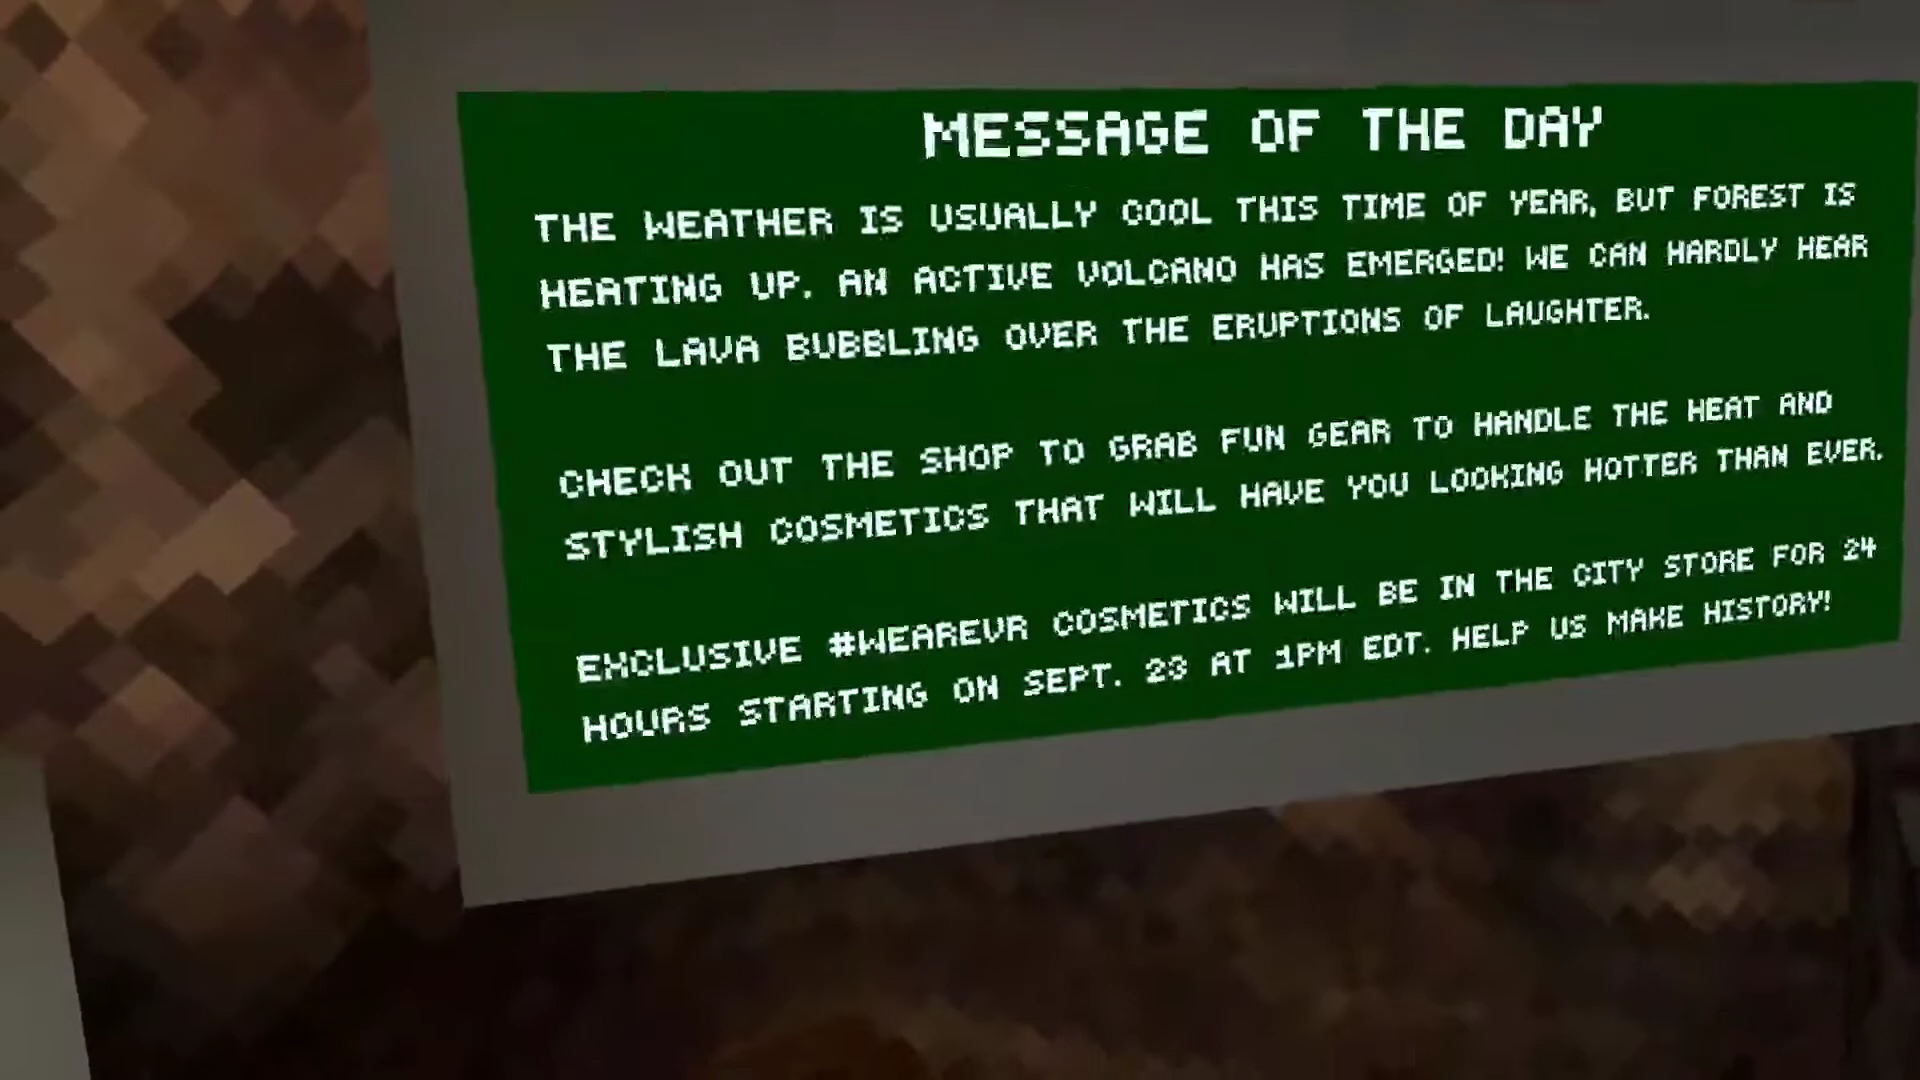 MESSAGE OF THE DAY
THE WEATHER IS USUALLY COOL THIS TIME OF YEAR, BUT FOREST IS
HEATING UP. AN ACTIVE VOLCANO HAS EMERGED! WE CAN HARDLY HEAR
THE LAVA BUBBLING OVER THE ERUPTIONS OF LAUGHTER.
CHECK OUT THE SHOP TO GRAB FUN GEAR TO HANDLE THE HEAT AND
STYLISH COSMETICS THAT WILL HAVE YOU LOOKING HOTTER THAN EVER.
EXCLUSIVE #WEAREVR COSMETICS WILL BE IN THE CITY STORE FOR 24
HOURS STARTING ON SEPT. 23 AT 1PM EDT. HELP US MAKE HISTORY!